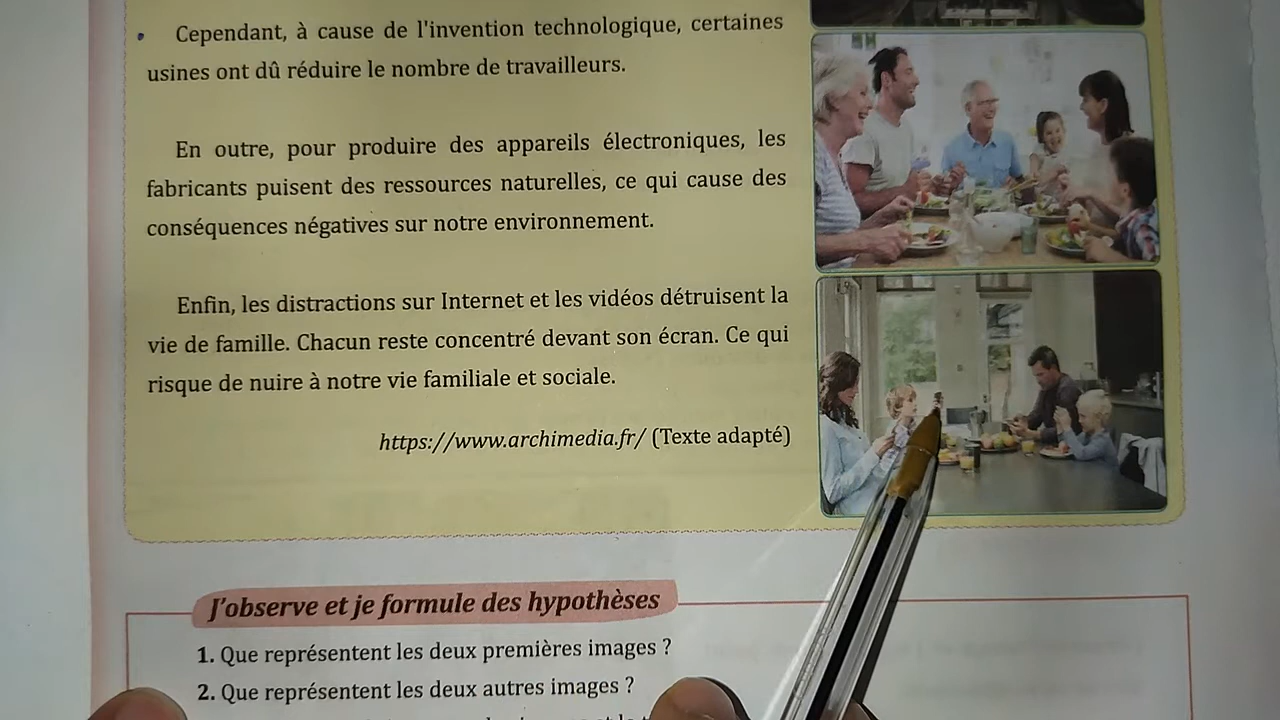 Cependant, à cause de l'invention technologique, certaines
usines ont dû réduire le nombre de travailleurs.
En outre, pour produire des appareils électroniques, les
fabricants puisent des ressources naturelles, ce qui cause des
conséquences négatives sur notre environnement.
Enfin, les distractions sur Internet et les vidéos détruisent la
vie de famille. Chacun reste concentré devant son écran. Ce qui
risque de nuire à notre vie familiale et sociale.
https://www.archimedia.fr/ (Texte adapté)
J'observe et je formule des hypothèses
1. Que représentent les deux premières images ?
2. Que représentent les deux autres images ?